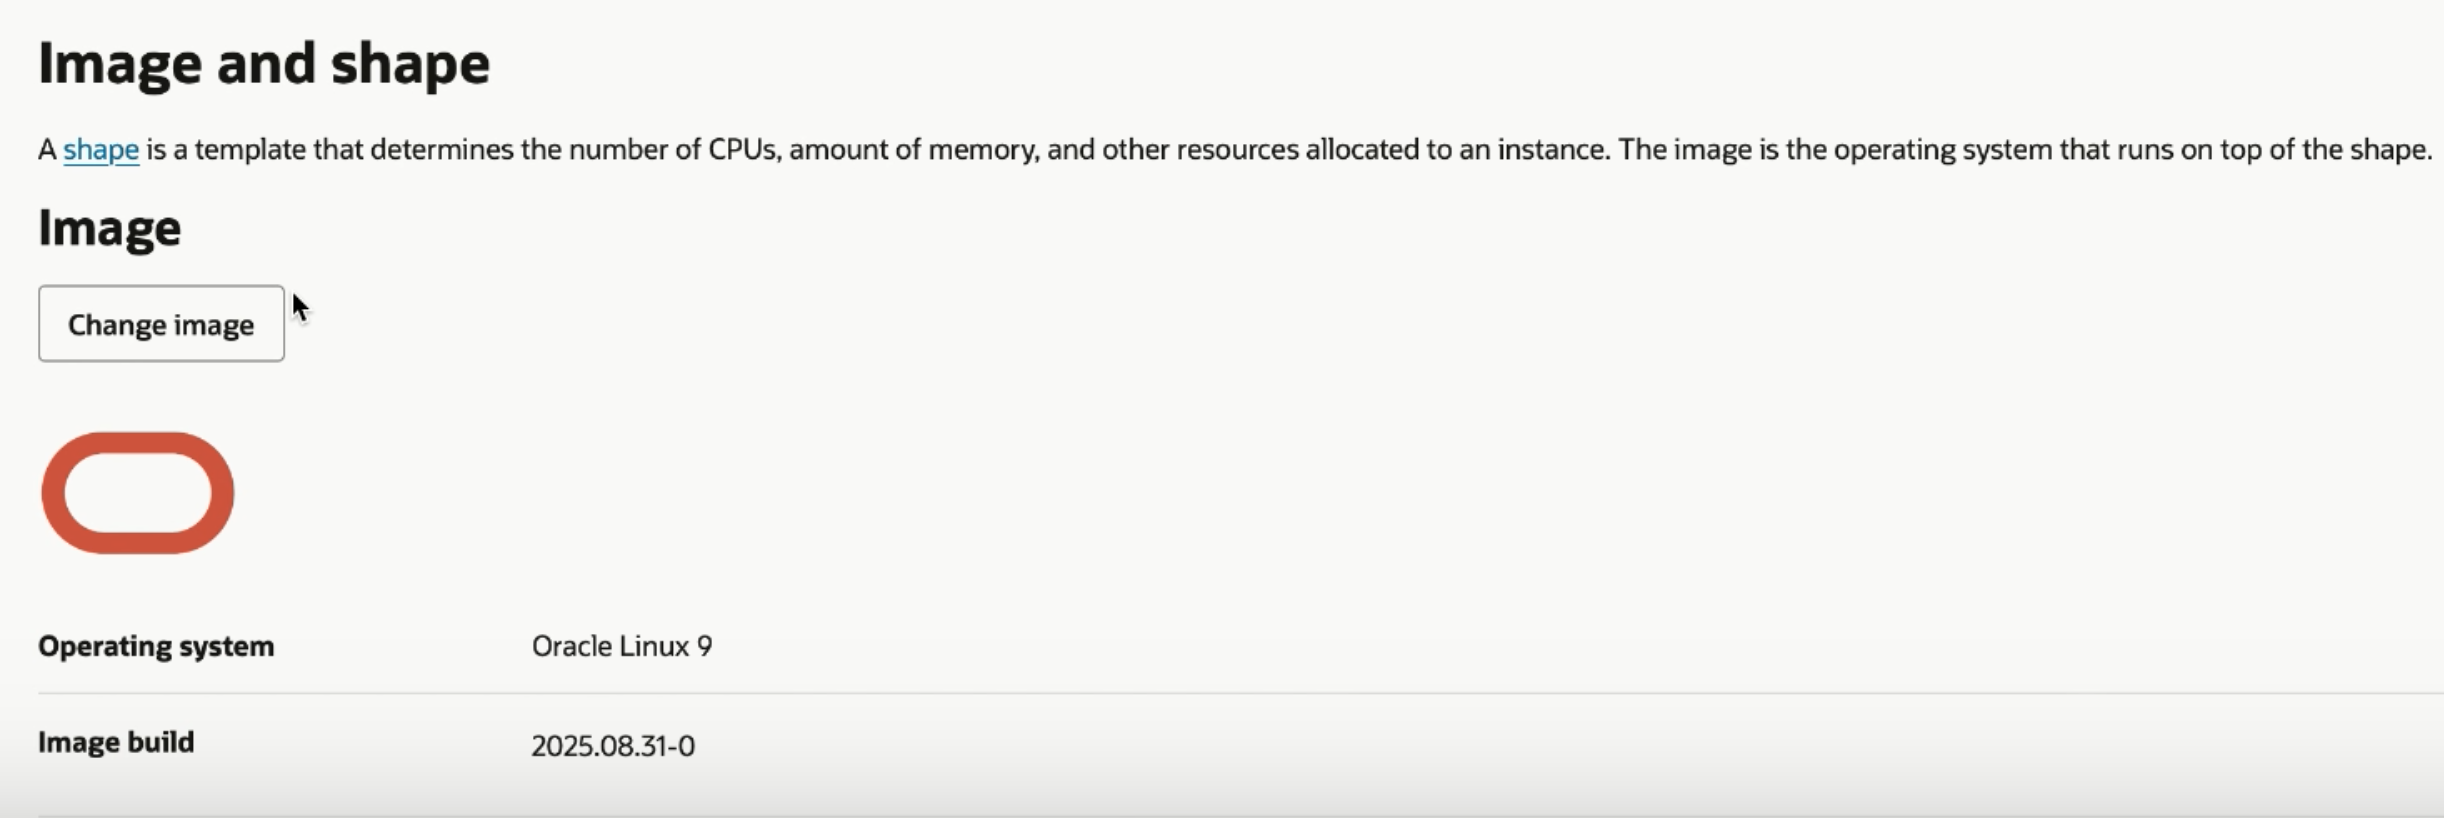 Image and shape
A shape is a template that determines the number of CPUs, amount of memory, and other resources allocated to an instance. The image is the operating system that runs on top of the shape.
Image
Change image
Operating system Oracle Linux 9
Image build 2025.08.31-0